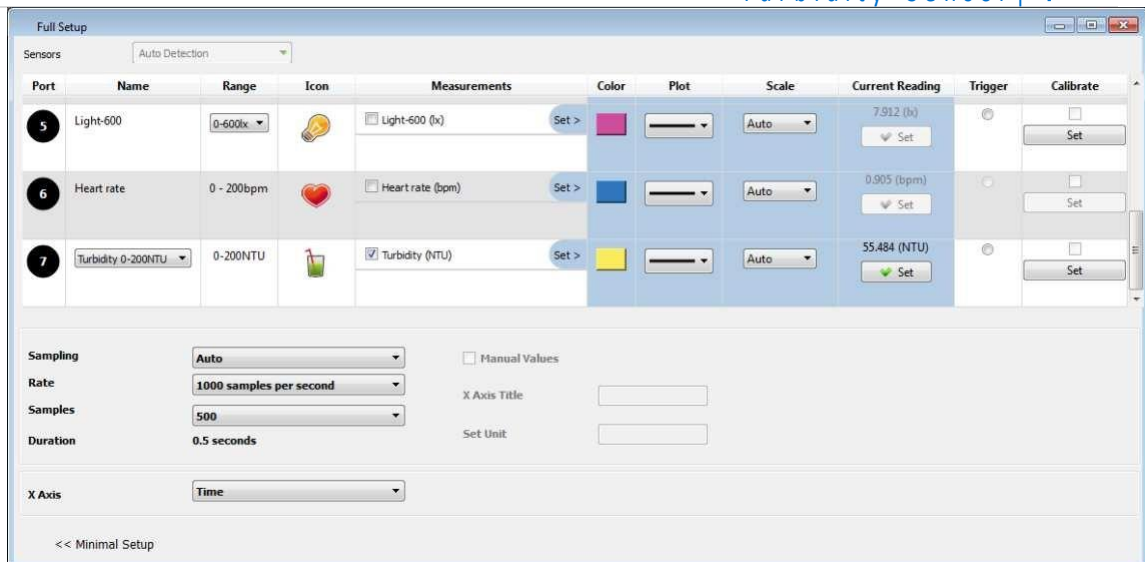 Full Setup
Sensors Auto Detection
Port Name Range Icon Measurements Color Plot Scale Current Reading Trigger Calibrate
5 Light-600 0-600lx Light-600 (lx) Set > Auto 7.912 (lx) Set Set
6 Heart rate 0 - 200bpm Heart rate (bpm) Set > Auto 0.905 (bpm) Set Set
7 Turbidity 0-200NTU 0-200NTU Turbidity (NTU) Set > Auto 55.484 (NTU) Set Set
Sampling Auto Manual Values
Rate 1000 samples per second
X Axis Title
Samples 500
Set Unit
Duration 0.5 seconds
X Axis Time
<< Minimal Setup